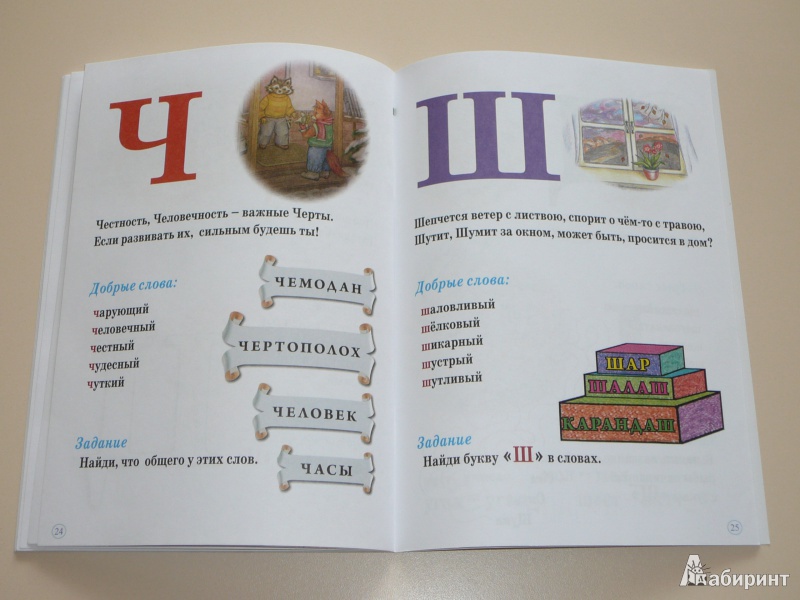 Ч
Честность, Человечность – важные Черты.
Если развивать их, сильным будешь ты!
Добрые слова:
чарующий
человечный
честный
чудесный
чуткий
ЧЕМОДАН
ЧЕРТОПОЛОХ
ЧЕЛОВЕК
ЧАСЫ
Задание
Найди, что общего у этих слов.
24
Ш
Шепчется ветер с листвою, спорит о чём-то с травою,
Шутит, Шумит за окном, может быть, просится в дом?
Добрые слова:
шаловливый
шёлковый
шикарный
шустрый
шутливый
ШАР
ШАЛАШ
КАРАНДАШ
Задание
Найди букву «Ш» в словах.
25
Лабиринт